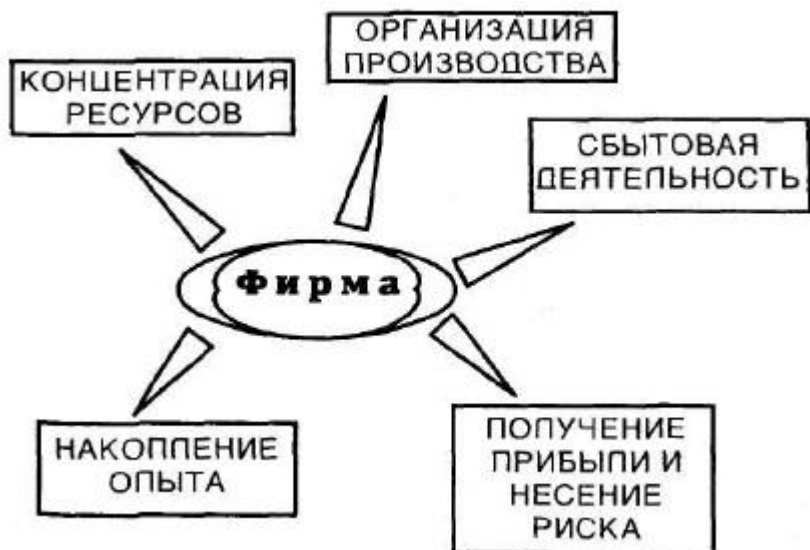 ОРГАНИЗАЦИЯ
ПРОИЗВОДСТВА
КОНЦЕНТРАЦИЯ
РЕСУРСОВ
СБЫТОВАЯ
ДЕЯТЕЛЬНОСТЬ
Фирма
НАКОПЛЕНИЕ
ОПЫТА
ПОЛУЧЕНИЕ
ПРИБЫЛИ И
НЕСЕНИЕ
РИСКА